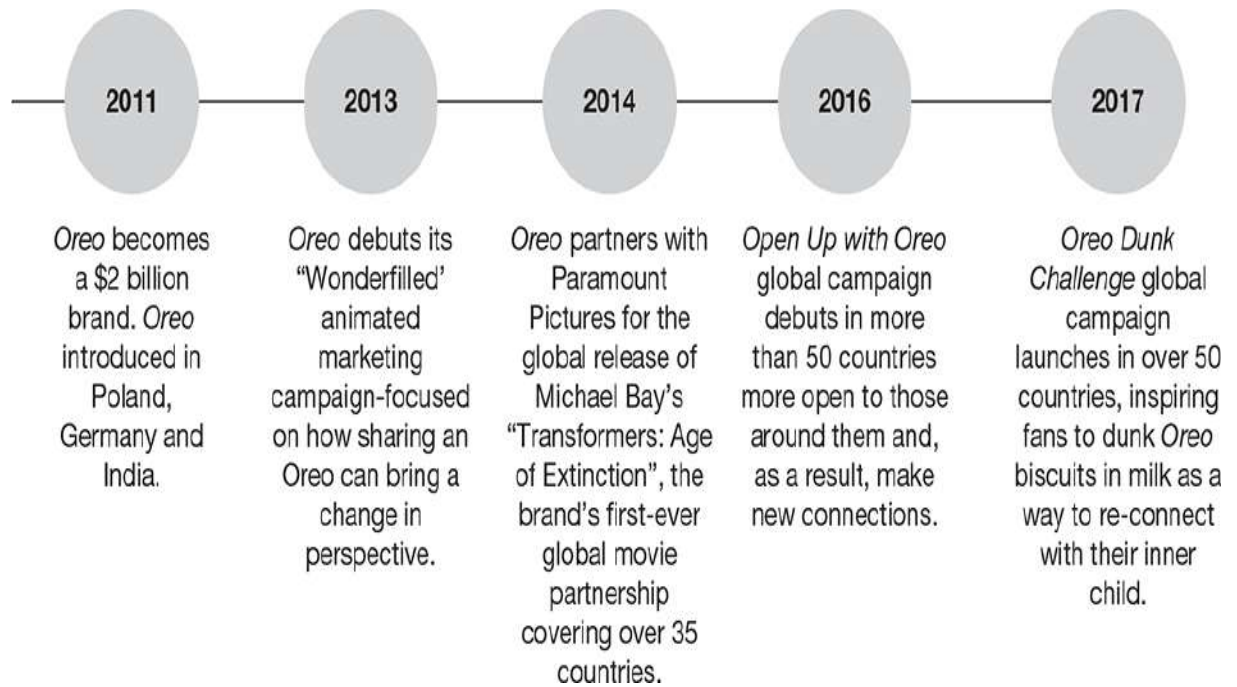 2011
Oreo becomes
a $2 billion
brand. Oreo
introduced in
Poland,
Germany and
India.
2013
Oreo debuts its
“Wonderfilled’
animated
marketing
campaign-focused
on how sharing an
Oreo can bring a
change in
perspective.
2014
Oreo partners with
Paramount
Pictures for the
global release of
Michael Bay’s
“Transformers: Age
of Extinction”, the
brand’s first-ever
global movie
partnership
covering over 35
countries.
2016
Open Up with Oreo
global campaign
debuts in more
than 50 countries
more open to those
around them and,
as a result, make
new connections.
2017
Oreo Dunk
Challenge global
campaign
launches in over 50
countries, inspiring
fans to dunk Oreo
biscuits in milk as a
way to re-connect
with their inner
child.